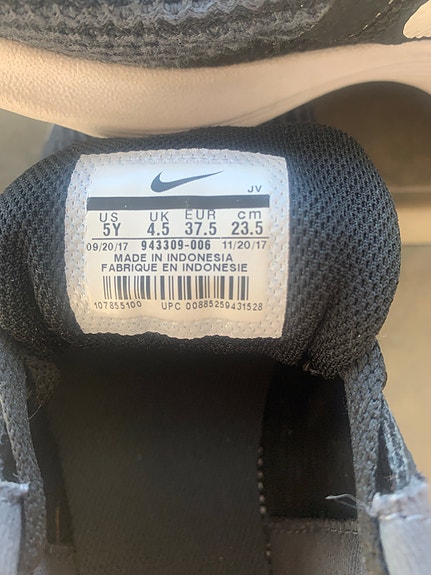 JV
US UK EUR cm
5Y 4.5 37.5 23.5
09/20/17 943309-006 11/20/17
MADE IN INDONESIA
FABRIQUE EN INDONESIE
107855100 UPC 00885259431528